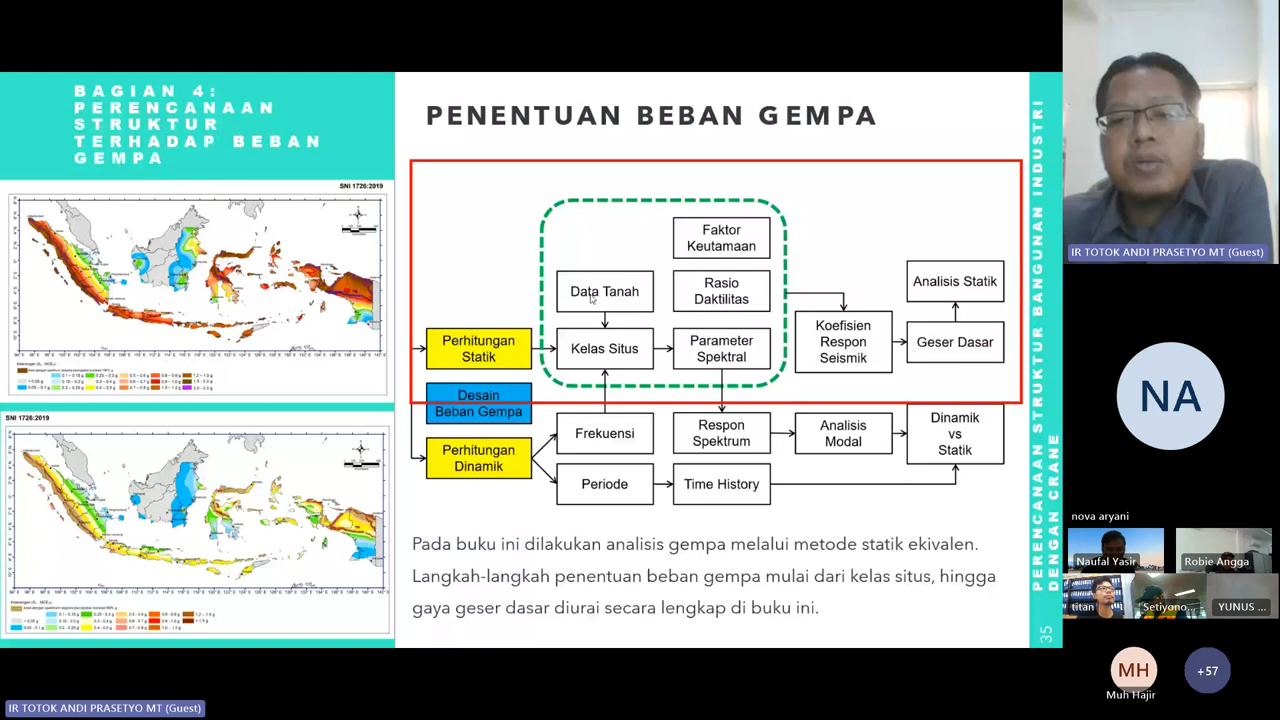 BAGIAN 4:
PERENCANAAN
STRUKTUR
TERHADAP BEBAN
GEMPA
SNI 1726:2019
SNI 1726:2019
PENENTUAN BEBAN GEMPA
Faktor
Keutamaan
Data Tanah
Rasio
Daktilitas
Analisis Statik
Perhitungan
Statik
Kelas Situs
Parameter
Spektral
Koefisien
Respon
Seismik
Geser Dasar
Desain
Beban Gempa
Frekuensi
Respon
Spektrum
Analisis
Modal
Dinamik
vs
Statik
Perhitungan
Dinamik
Periode
Time History
Pada buku ini dilakukan analisis gempa melalui metode statik ekivalen.
Langkah-langkah penentuan beban gempa mulai dari kelas situs, hingga
gaya geser dasar diurai secara lengkap di buku ini.
PERENCANAAN STRUKTUR BANGUNAN INDUSTRI
DENGAN CRANE
35
IR TOTOK ANDI PRASETYO MT (Guest)
NA
nova aryani
Naufal Yasir
Robie Angga
titan
Setiyono...
YUNUS ...
MH
+57
Muh Hajir
IR TOTOK ANDI PRASETYO MT (Guest)